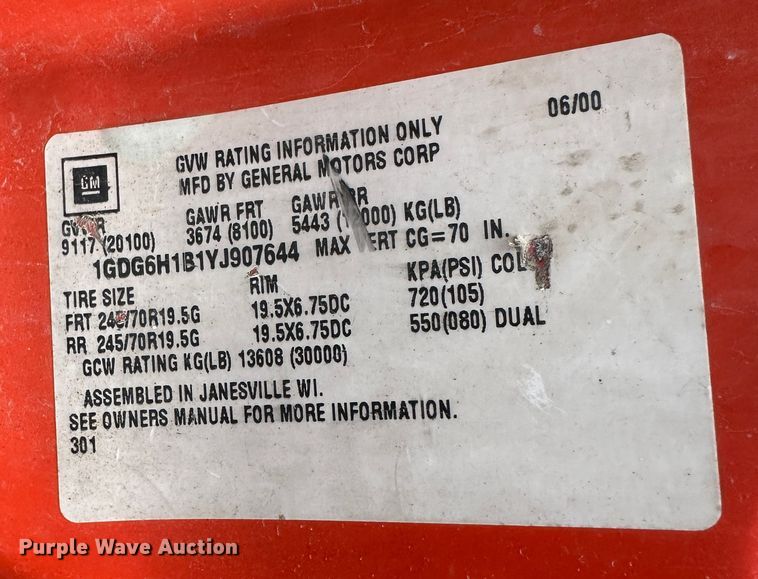 06/00
GM
GVW RATING INFORMATION ONLY
MFD BY GENERAL MOTORS CORP
GAWR FRT
9117 (20100) 3674 (8100) 5443 KG(LB)
1GDG6H1B1YJ907644 MAX CG=70 IN.
TIRE SIZE RIM KPA(PSI)
FRT 19.5X6.75DC 720(105)
RR 245/70R19.5G 19.5X6.75DC 550(080) DUAL
GCW RATING KG(LB) 13608 (30000)
ASSEMBLED IN JANESVILLE WI.
SEE OWNERS MANUAL FOR MORE INFORMATION.
301
Purple Wave Auction